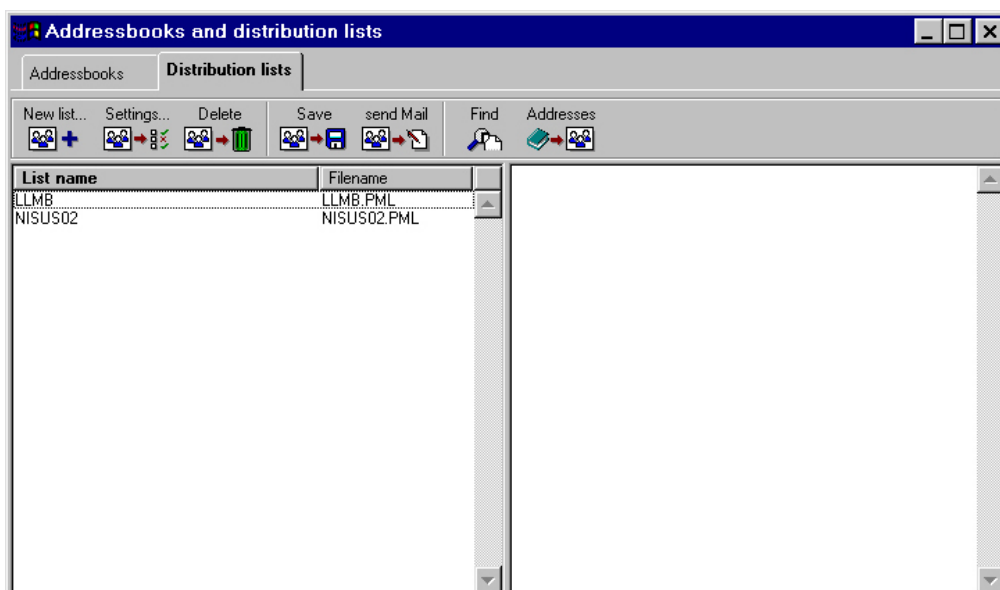 Addressbooks and distribution lists
Addressbooks Distribution lists
New list... Settings... Delete Save send Mail Find Addresses
List name Filename
LLMB LLMB.PML
NISUS02 NISUS02.PML